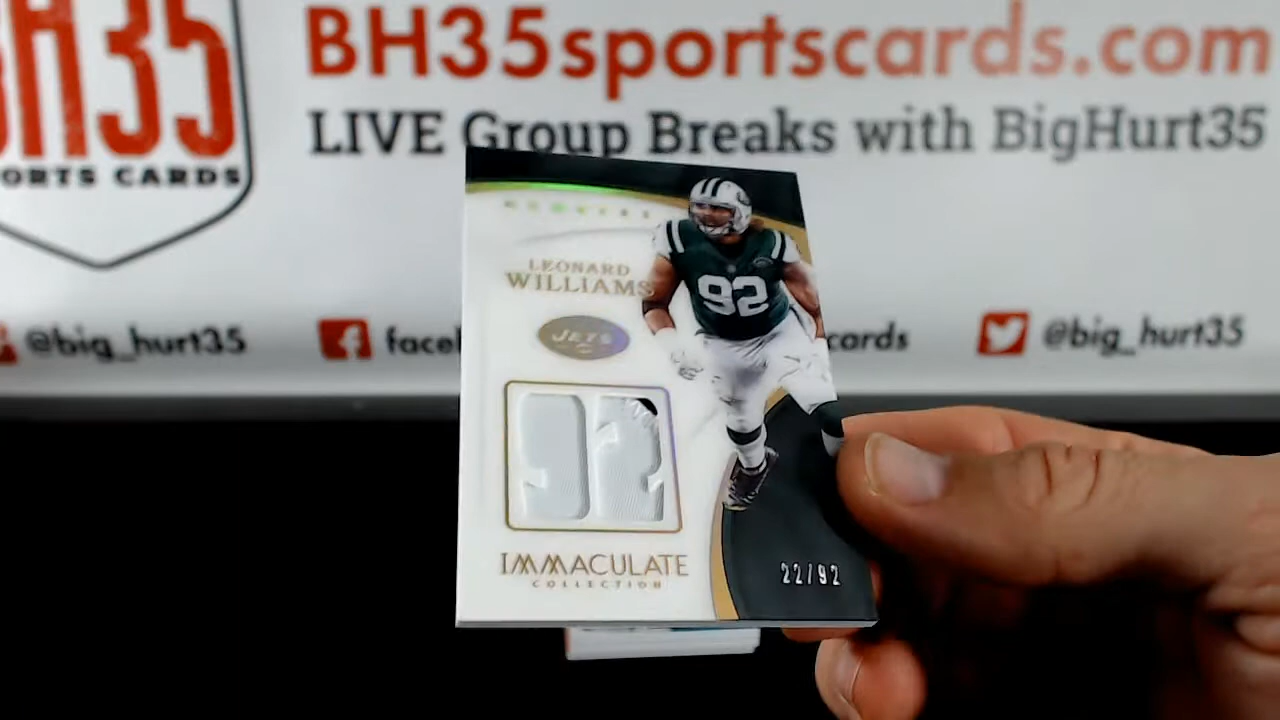 BH35
ORTS CARDS
BH35sportscards.com
LIVE Group Breaks with BigHurt35
@big_hurt35
cards
@big_hurt35
LEONARD
WILLIAMS
JETS
92
IMMACULATE
COLLECTION
22/92